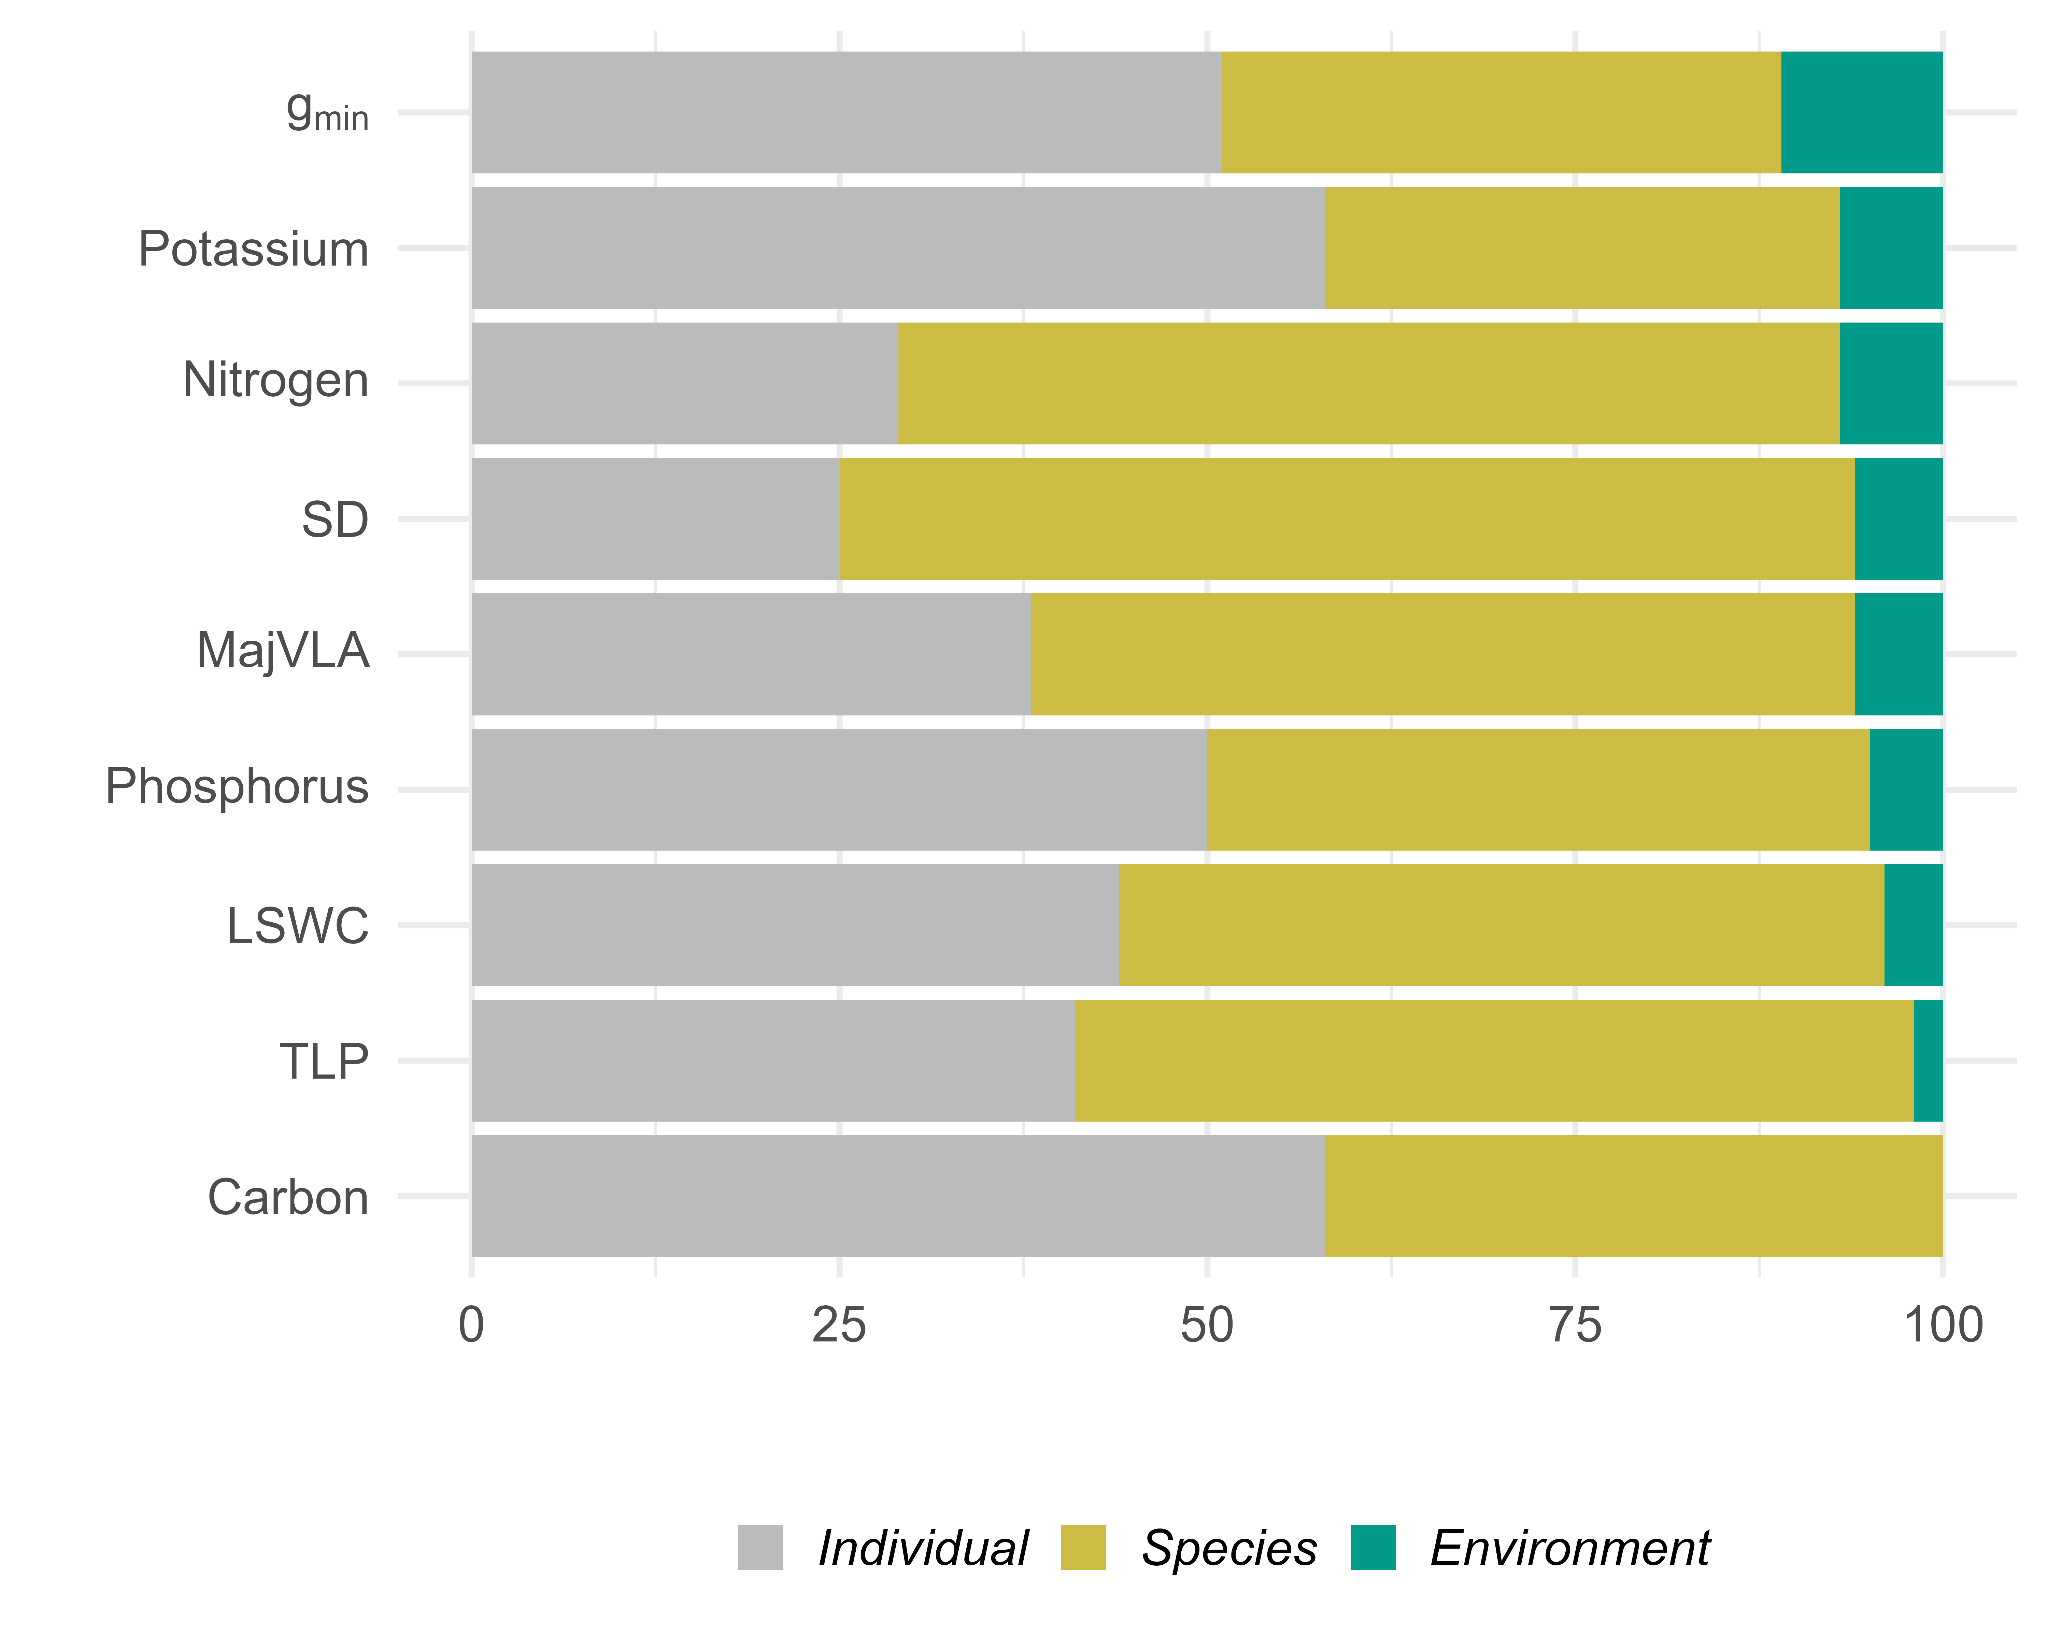 gmin
Potassium
Nitrogen
SD
MajVLA
Phosphorus
LSWC
TLP
Carbon
0 25 50 75 100
Individual Species Environment